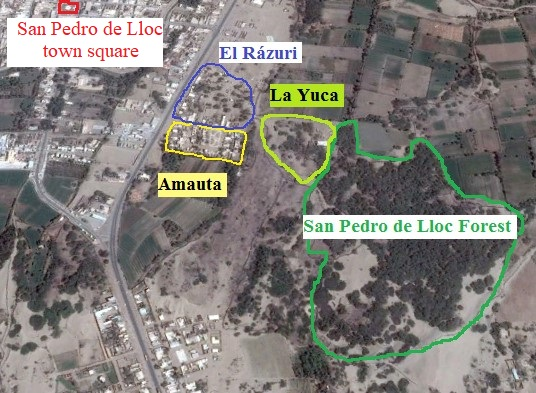 San Pedro de Lloc
town square
El Rázuri
La Yuca
Amauta
San Pedro de Lloc Forest